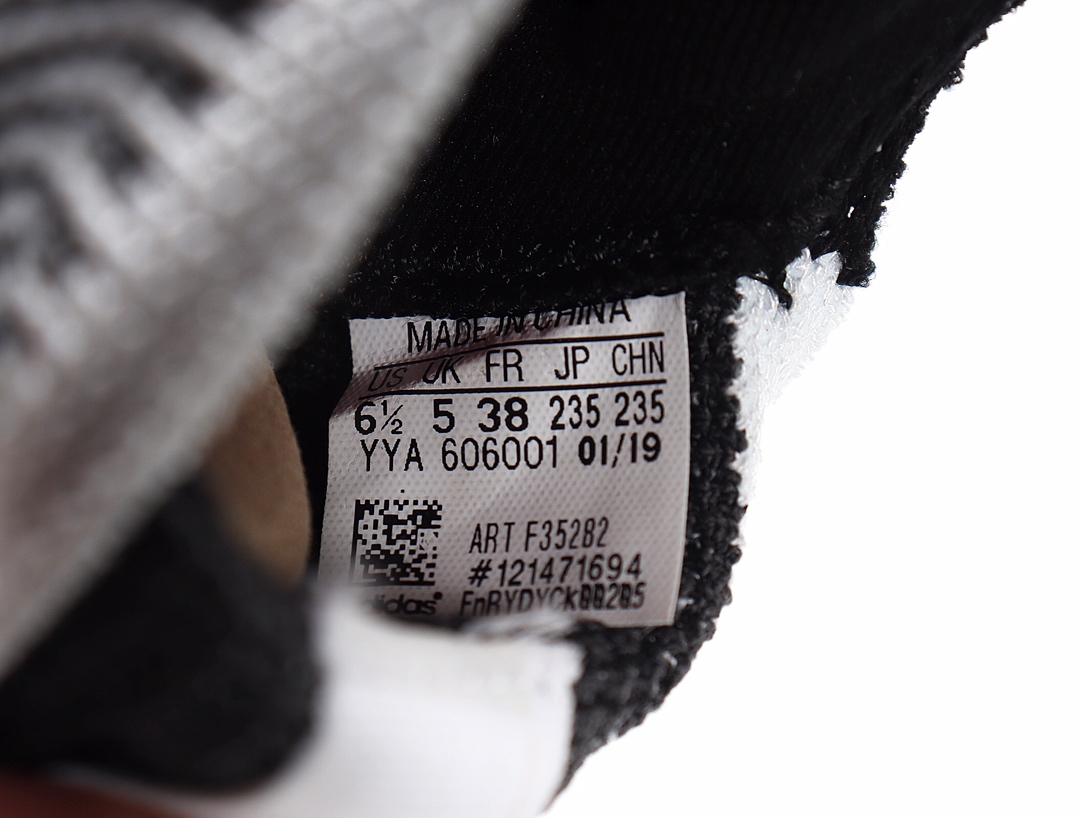 MADE IN CHINA
US UK FR JP CHN
6½ 5 38 235 235
YYA 606001 01/19
ART F35282
#121471694
adidas